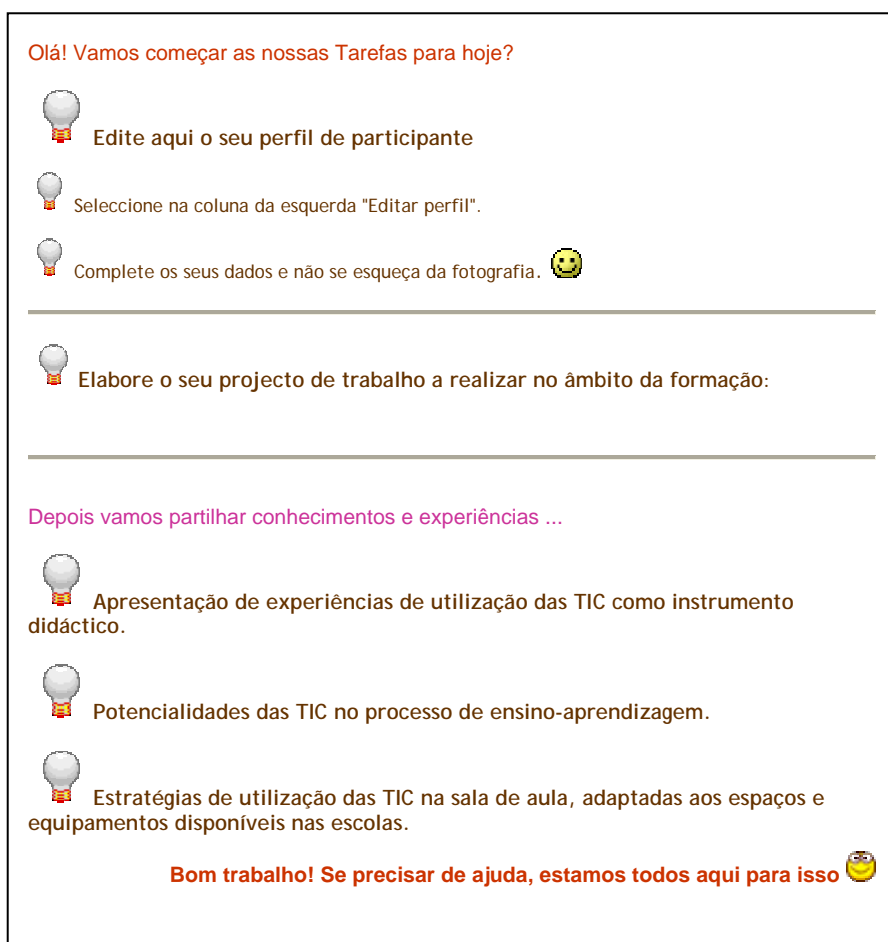 Olá! Vamos começar as nossas Tarefas para hoje?
Edite aqui o seu perfil de participante
Seleccione na coluna da esquerda "Editar perfil".
Complete os seus dados e não se esqueça da fotografia.
Elabore o seu projecto de trabalho a realizar no âmbito da formação:
Depois vamos partilhar conhecimentos e experiências ...
Apresentação de experiências de utilização das TIC como instrumento
didáctico.
Potencialidades das TIC no processo de ensino-aprendizagem.
Estratégias de utilização das TIC na sala de aula, adaptadas aos espaços e
equipamentos disponíveis nas escolas.
Bom trabalho! Se precisar de ajuda, estamos todos aqui para isso